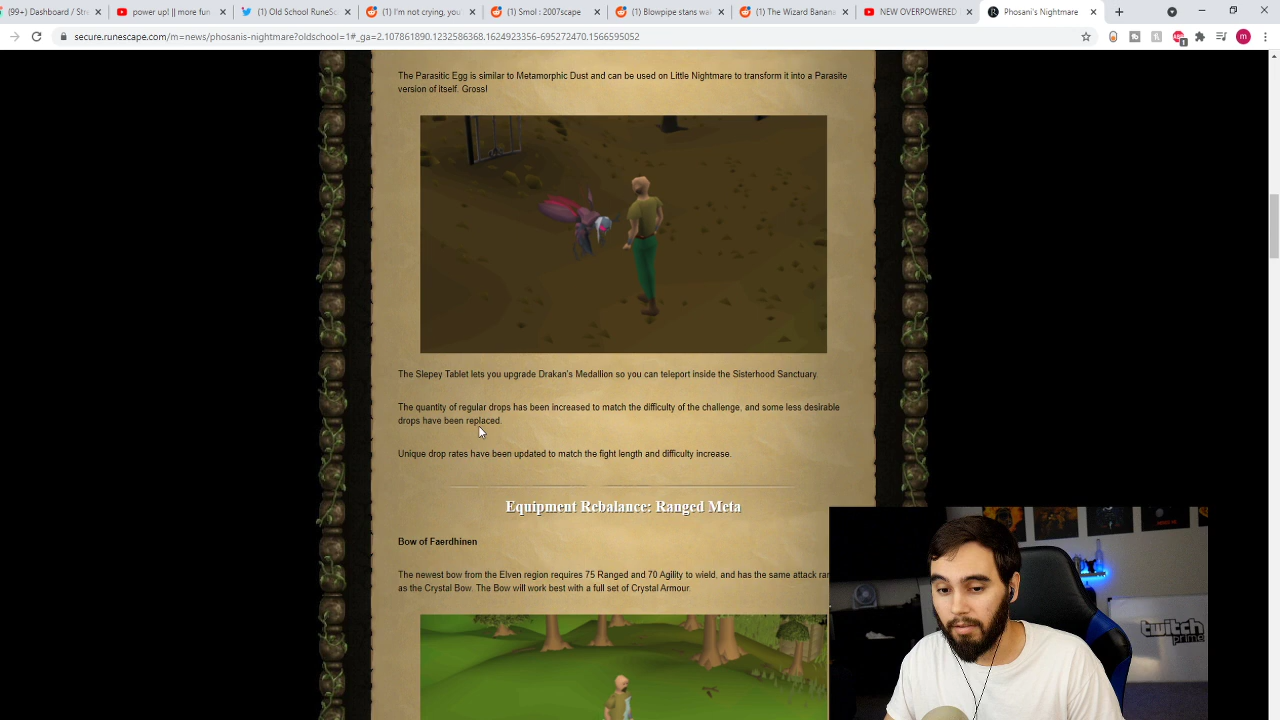 (99+) Dashboard / Str
power up! || more fun
(1) Old School RuneSc
(1) I'm not crying, you
(1) Smol : 2007scape
(1) Blowpipe stans wak
(1) The Wizard Banana
NEW OVERPOWERED
Phosani's Nightmare
secure.runescape.com/m=news/phosanis-nightmare?oldschool=1#_ga=2.107861890.1232586368.1624923356-695272470.1566595052
The Parasitic Egg is similar to Metamorphic Dust and can be used on Little Nightmare to transform it into a Parasite
version of itself. Gross!
The Slepey Tablet lets you upgrade Drakan's Medallion so you can teleport inside the Sisterhood Sanctuary.
The quantity of regular drops has been increased to match the difficulty of the challenge, and some less desirable
drops have been replaced.
Unique drop rates have been updated to match the fight length and difficulty increase.
Equipment Rebalance: Ranged Meta
Bow of Faerdhinen
The newest bow from the Elven region requires 75 Ranged and 70 Agility to wield, and has the same attack ran
as the Crystal Bow. The Bow will work best with a full set of Crystal Armour.
twitch
prime